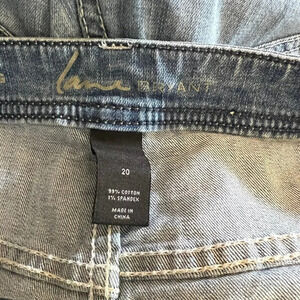 lane BRYANT
20
99% COTTON
1% SPANDEX
MADE IN
CHINA